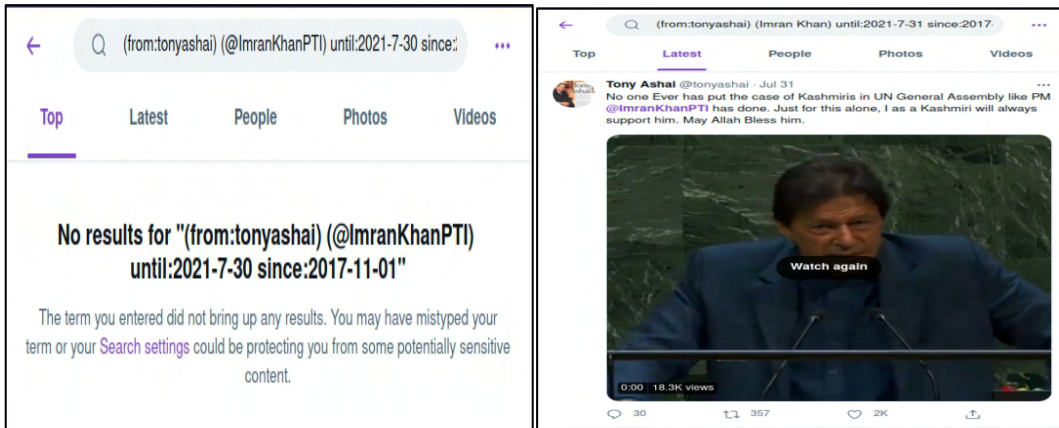 (from:tonyashai) (@ImranKhanPTI) until:2021-7-30 since:2
Top Latest People Photos Videos
No results for "(from:tonyashai) (@ImranKhanPTI)
until:2021-7-30 since:2017-11-01"
The term you entered did not bring up any results. You may have mistyped your
term or your Search settings could be protecting you from some potentially sensitive
content.
(from:tonyashai) (Imran Khan) until:2021-7-31 since:2017-
Top Latest People Photos Videos
Tony Ashai @tonyashai · Jul 31
No one Ever has put the case of Kashmiris in UN General Assembly like PM
@ImranKhanPTI has done. Just for this alone, I as a Kashmiri will always
support him. May Allah Bless him.
Watch again
0:00 18.3K views
30 357 2K